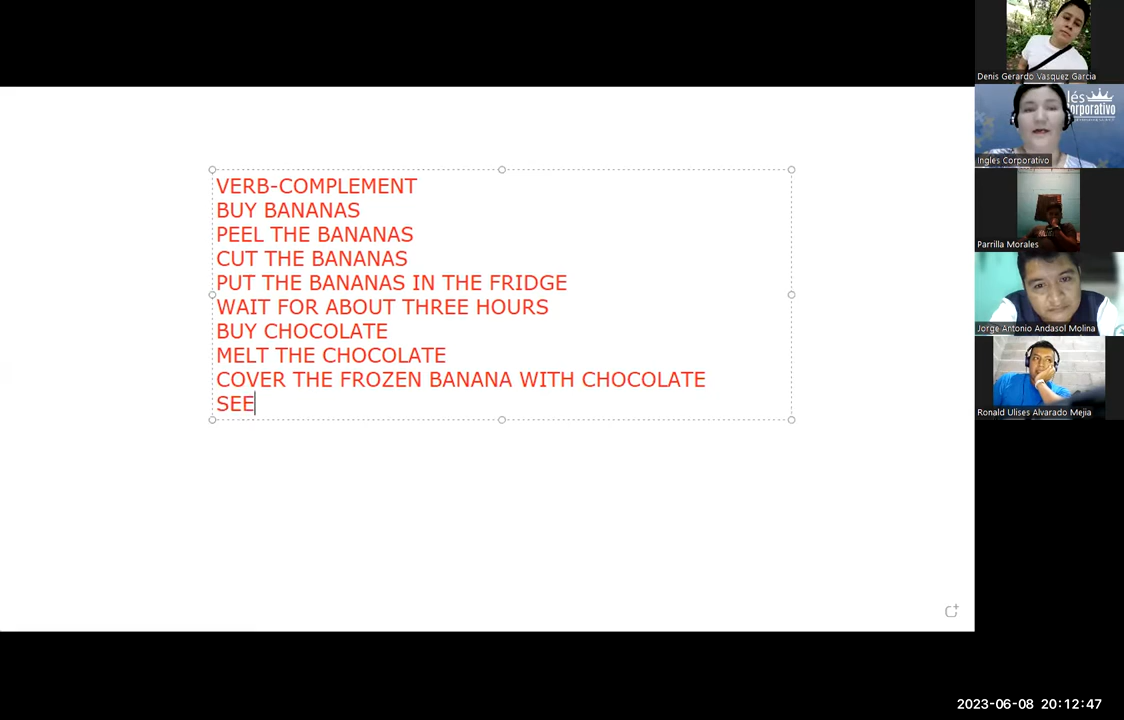 Denis Gerardo Vasquez Garcia
lés
corporativo
Ingles Corporativo
Parrilla Morales
Jorge Antonio Andasol Molina
Ronald Ulises Alvarado Mejia
VERB-COMPLEMENT
BUY BANANAS
PEEL THE BANANAS
CUT THE BANANAS
PUT THE BANANAS IN THE FRIDGE
WAIT FOR ABOUT THREE HOURS
BUY CHOCOLATE
MELT THE CHOCOLATE
COVER THE FROZEN BANANA WITH CHOCOLATE
SEE
2023-06-08 20:12:47